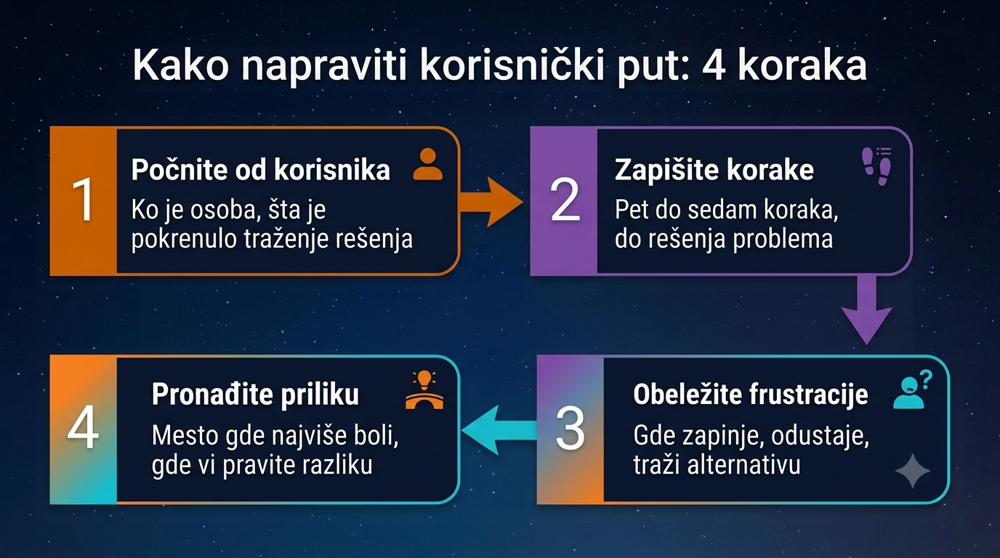 Kako napraviti korisnički put: 4 koraka
1
Počnite od korisnika
Ko je osoba, šta je
pokrenulo traženje rešenja
2
Zapišite korake
Pet do sedam koraka,
do rešenja problema
3
Obeležite frustracije
Gde zapinje, odustaje,
traži alternativu
?
4
Pronađite priliku
Mesto gde najviše boli,
gde vi pravite razliku